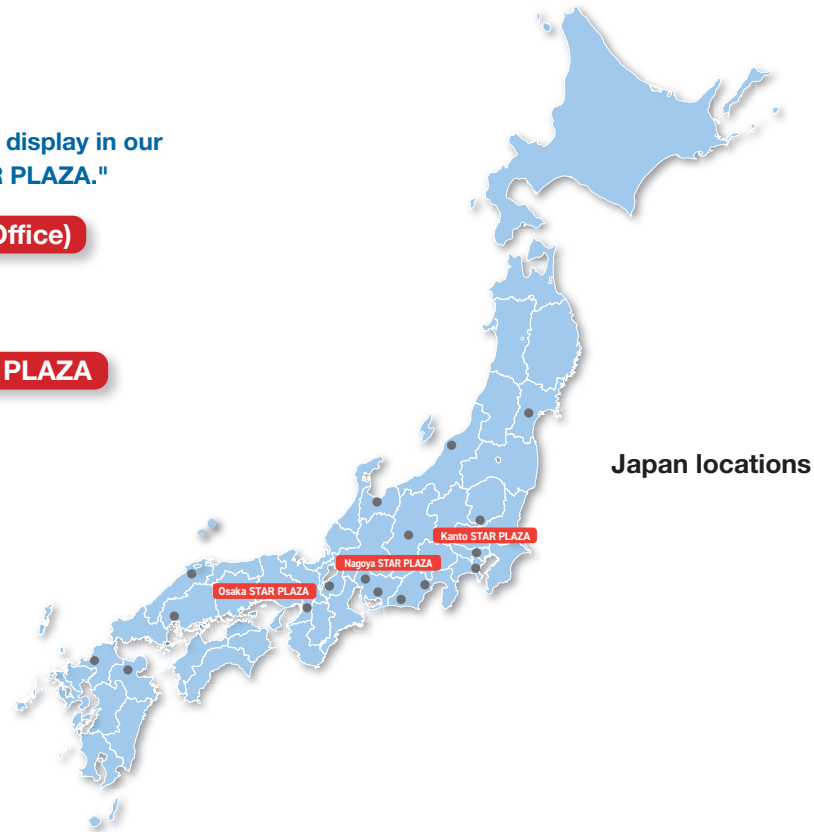 display in our
R PLAZA."
Office)
PLAZA
Japan locations
Kanto STAR PLAZA
Nagoya STAR PLAZA
Osaka STAR PLAZA